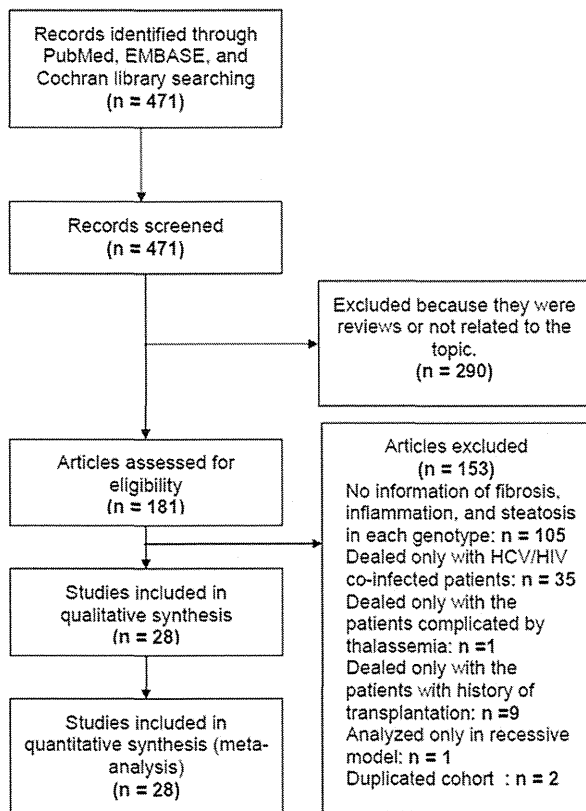 Records identified through
PubMed, EMBASE, and
Cochran library searching
(n = 471)
Records screened
(n = 471)
Excluded because they were
reviews or not related to the
topic.
(n = 290)
Articles assessed for
eligibility
(n = 181)
Articles excluded
(n = 153)
No information of fibrosis,
inflammation, and steatosis
in each genotype: n = 105
Dealed only with HCV/HIV
co-infected patients: n = 35
Dealed only with the
patients complicated by
thalassemia: n =1
Dealed only with the
patients with history of
transplantation: n =9
Analyzed only in recessive
model: n = 1
Duplicated cohort : n = 2
Studies included in
qualitative synthesis
(n = 28)
Studies included in
quantitative synthesis (meta-
analysis)
(n = 28)